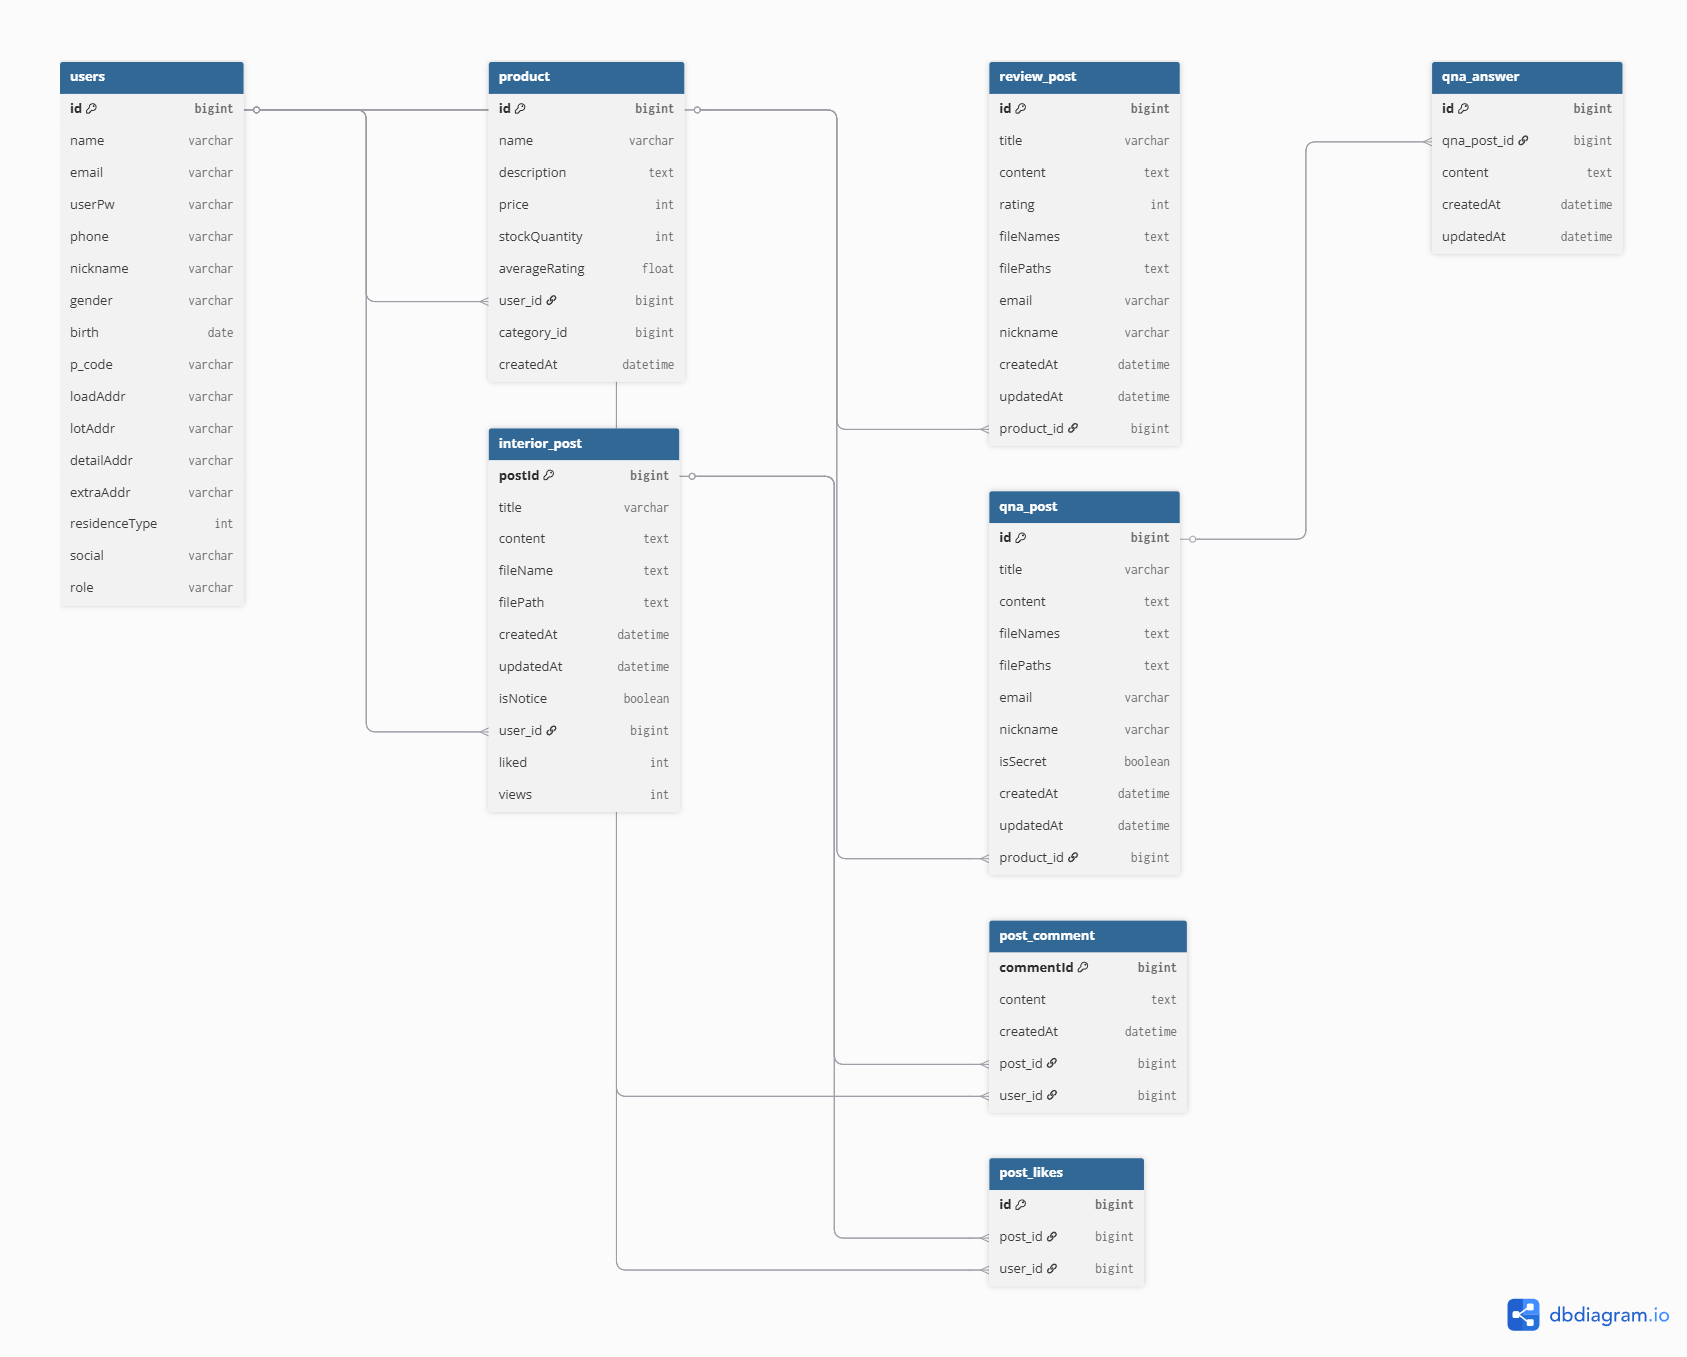 users
id bigint
name varchar
email varchar
userPw varchar
phone varchar
nickname varchar
gender varchar
birth date
p_code varchar
loadAddr varchar
lotAddr varchar
detailAddr varchar
extraAddr varchar
residenceType int
social varchar
role varchar
product
id bigint
name varchar
description text
price int
stockQuantity int
averageRating float
user_id bigint
category_id bigint
createdAt datetime
interior_post
postId bigint
title varchar
content text
fileName text
filePath text
createdAt datetime
updatedAt datetime
isNotice boolean
user_id bigint
liked int
views int
review_post
id bigint
title varchar
content text
rating int
fileNames text
filePaths text
email varchar
nickname varchar
createdAt datetime
updatedAt datetime
product_id bigint
qna_post
id bigint
title varchar
content text
fileNames text
filePaths text
email varchar
nickname varchar
isSecret boolean
createdAt datetime
updatedAt datetime
product_id bigint
post_comment
commentId bigint
content text
createdAt datetime
post_id bigint
user_id bigint
post_likes
id bigint
post_id bigint
user_id bigint
qna_answer
id bigint
qna_post_id bigint
content text
createdAt datetime
updatedAt datetime
dbdiagram.io